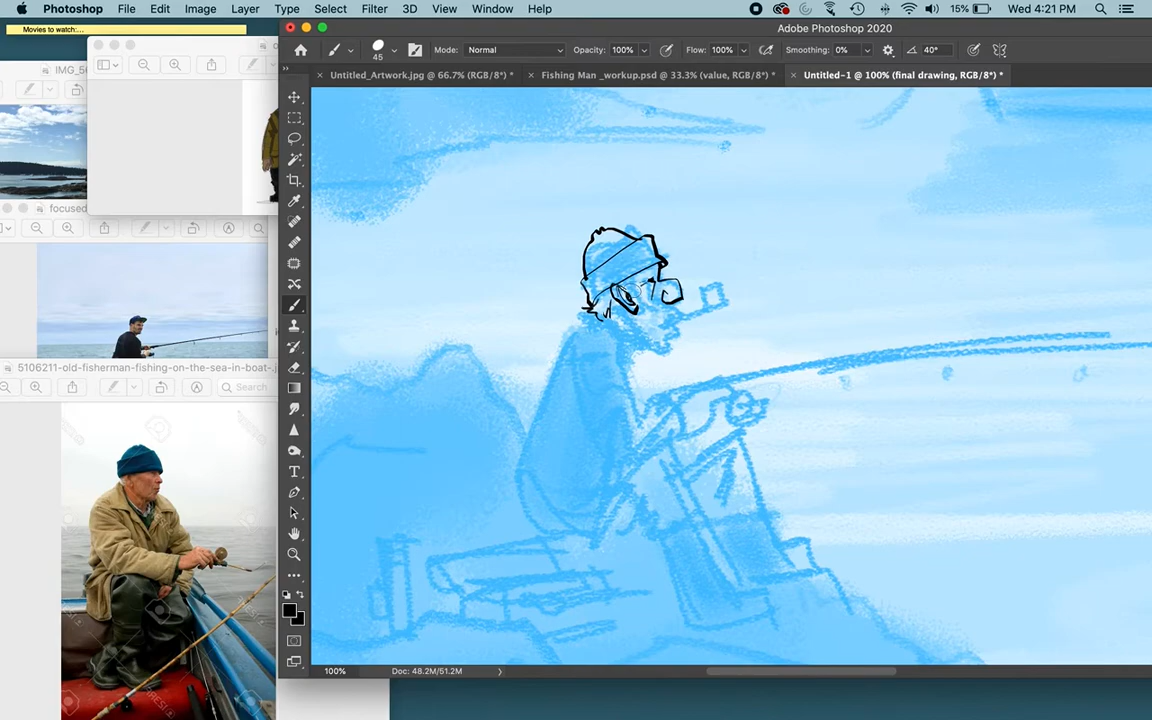 Photoshop File Edit Image Layer Type Select Filter 3D View Window Help 15% Wed 4:21 PM
Movies to watch:...
Adobe Photoshop 2020
45 Mode: Normal Opacity: 100% Flow: 100% Smoothing: 0% 40°
IMG_5
Untitled_Artwork.jpg @ 66.7% (RGB/8*) * Fishing Man _workup.psd @ 33.3% (value, RGB/8*) * Untitled-1 @ 100% (final drawing, RGB/8*) *
focused
5106211-old-fisherman-fishing-on-the-sea-in-boat-.j
Search
100% Doc: 48.2M/51.2M